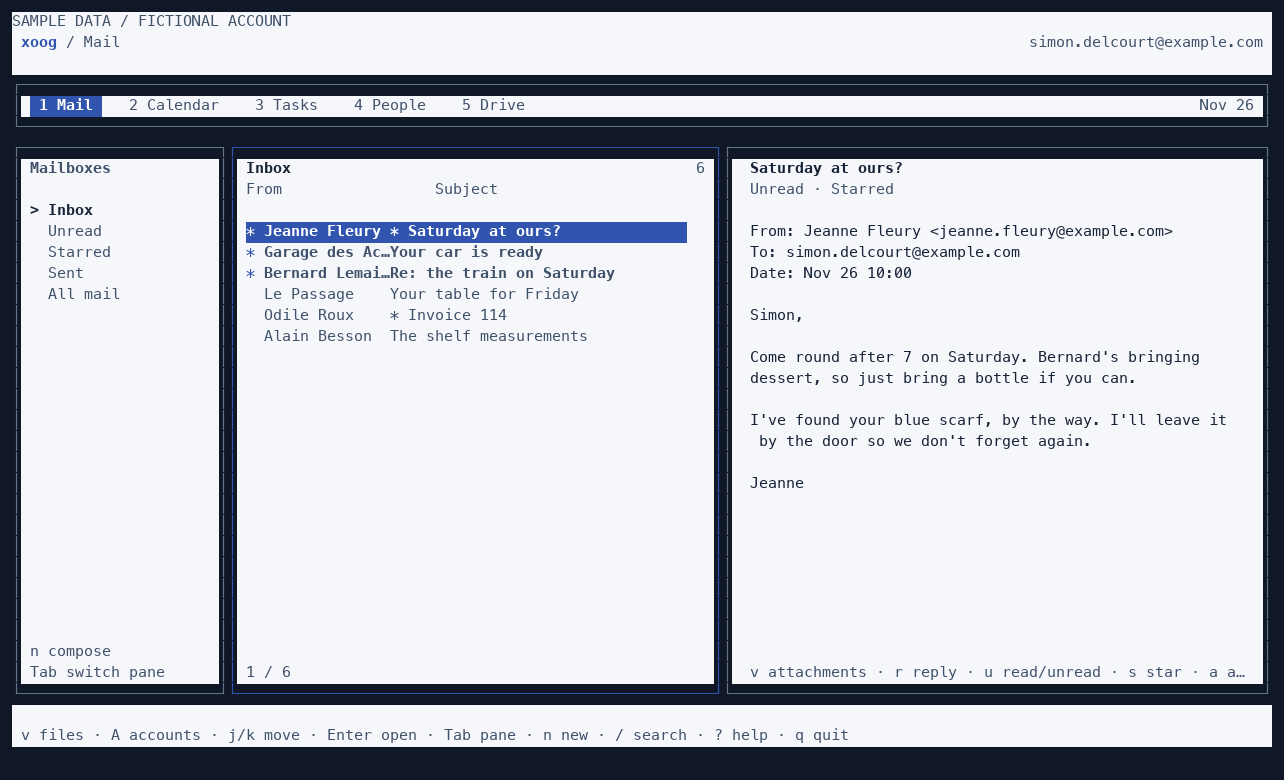 SAMPLE DATA / FICTIONAL ACCOUNT
xoog / Mail simon.delcourt@example.com
1 Mail 2 Calendar 3 Tasks 4 People 5 Drive Nov 26
Mailboxes
> Inbox
Unread
Starred
Sent
All mail
n compose
Tab switch pane
Inbox 6
From Subject
* Jeanne Fleury * Saturday at ours?
* Garage des Ac…Your car is ready
* Bernard Lemai…Re: the train on Saturday
Le Passage Your table for Friday
Odile Roux * Invoice 114
Alain Besson The shelf measurements
1 / 6
Saturday at ours?
Unread · Starred
From: Jeanne Fleury <jeanne.fleury@example.com>
To: simon.delcourt@example.com
Date: Nov 26 10:00
Simon,
Come round after 7 on Saturday. Bernard's bringing
dessert, so just bring a bottle if you can.
I've found your blue scarf, by the way. I'll leave it
by the door so we don't forget again.
Jeanne
v attachments · r reply · u read/unread · s star · a a…
v files · A accounts · j/k move · Enter open · Tab pane · n new · / search · ? help · q quit